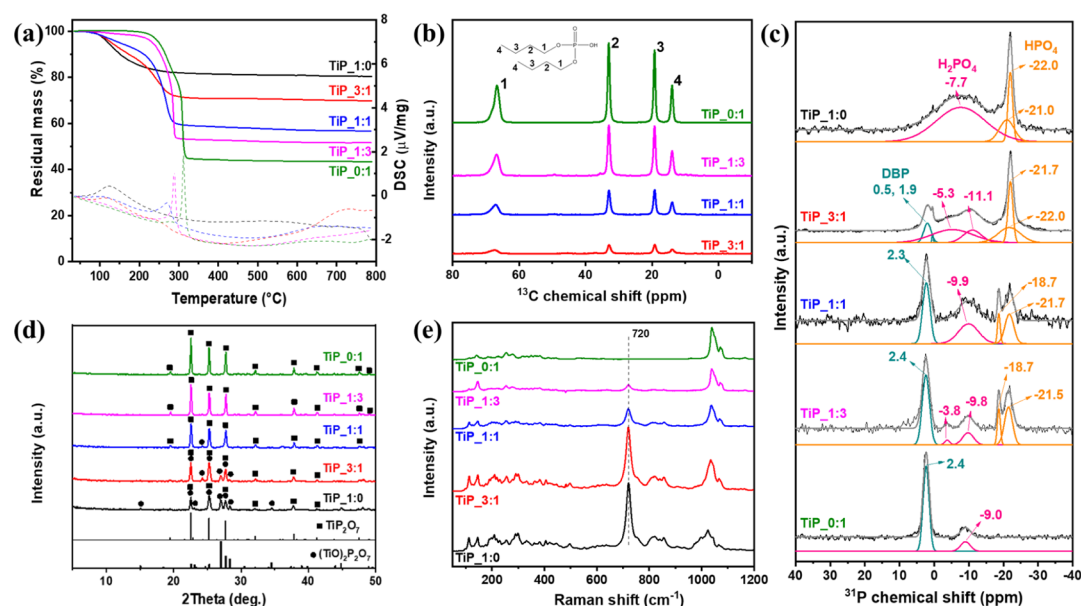 (a)
100
90
80
70
60
50
40
30
20
10
0
Residual mass (%)
8
6
4
2
0
-2
DSC (µV/mg)
TiP_1:0
TiP_3:1
TiP_1:1
TiP_1:3
TiP_0:1
0 100 200 300 400 500 600 700 800
Temperature (°C)
(b)
Intensity (a.u.)
4 3 2 1 O P OH
O
O
4 3 2 1
1 2 3 4
TiP_0:1
TiP_1:3
TiP_1:1
TiP_3:1
80 60 40 20 0
13C chemical shift (ppm)
(c)
Intensity (a.u.)
HPO4
-22.0
H2PO4
-7.7
-21.0
TiP_1:0
DBP
0.5, 1.9
-5.3
-11.1
-21.7
-22.0
TiP_3:1
2.3
-9.9
-18.7
-21.7
TiP_1:1
2.4
-3.8
-9.8
-18.7
-21.5
TiP_1:3
2.4
-9.0
TiP_0:1
40 30 20 10 0 -10 -20 -30 -40
31P chemical shift (ppm)
(d)
Intensity (a.u.)
TiP_0:1
TiP_1:3
TiP_1:1
TiP_3:1
TiP_1:0
■ TiP2O7
● (TiO)2P2O7
10 20 30 40 50
2Theta (deg.)
(e)
Intensity (a.u.)
720
TiP_0:1
TiP_1:3
TiP_1:1
TiP_3:1
TiP_1:0
200 400 600 800 1000 1200
Raman shift (cm-1)